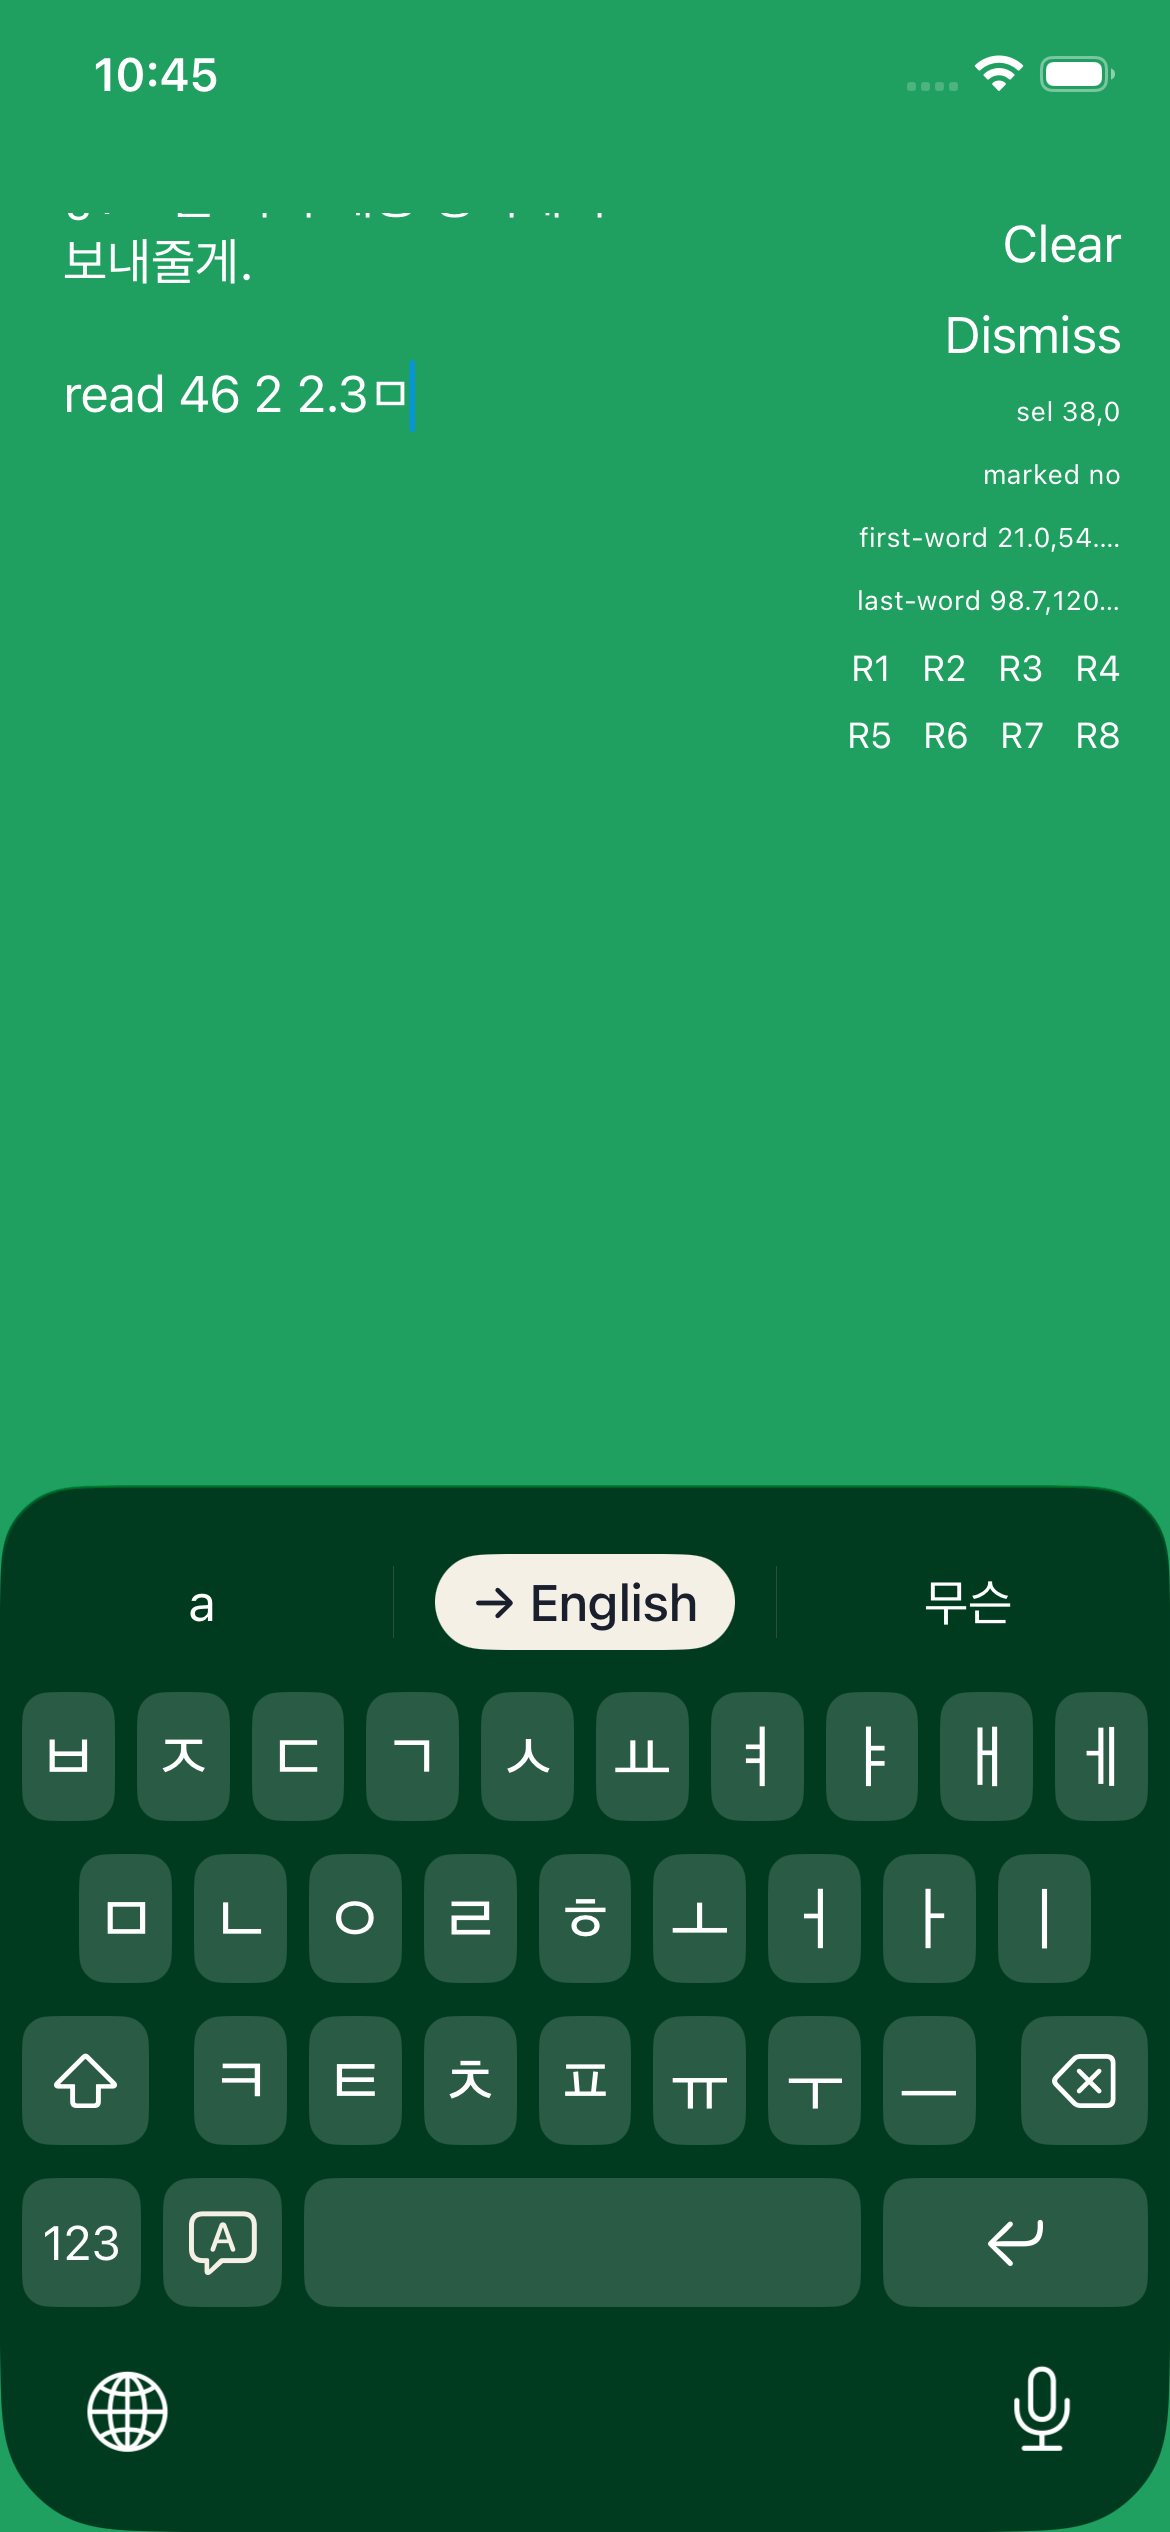 10:45
보내줄게.
read 46 2 2.3ㅁ
Clear
Dismiss
sel 38,0
marked no
first-word 21.0,54....
last-word 98.7,120...
R1 R2 R3 R4
R5 R6 R7 R8
a → English 무슨
ㅂ ㅈ ㄷ ㄱ ㅅ ㅛ ㅕ ㅑ ㅐ ㅔ
ㅁ ㄴ ㅇ ㄹ ㅎ ㅗ ㅓ ㅏ ㅣ
ㅋ ㅌ ㅊ ㅍ ㅠ ㅜ ㅡ
123 A